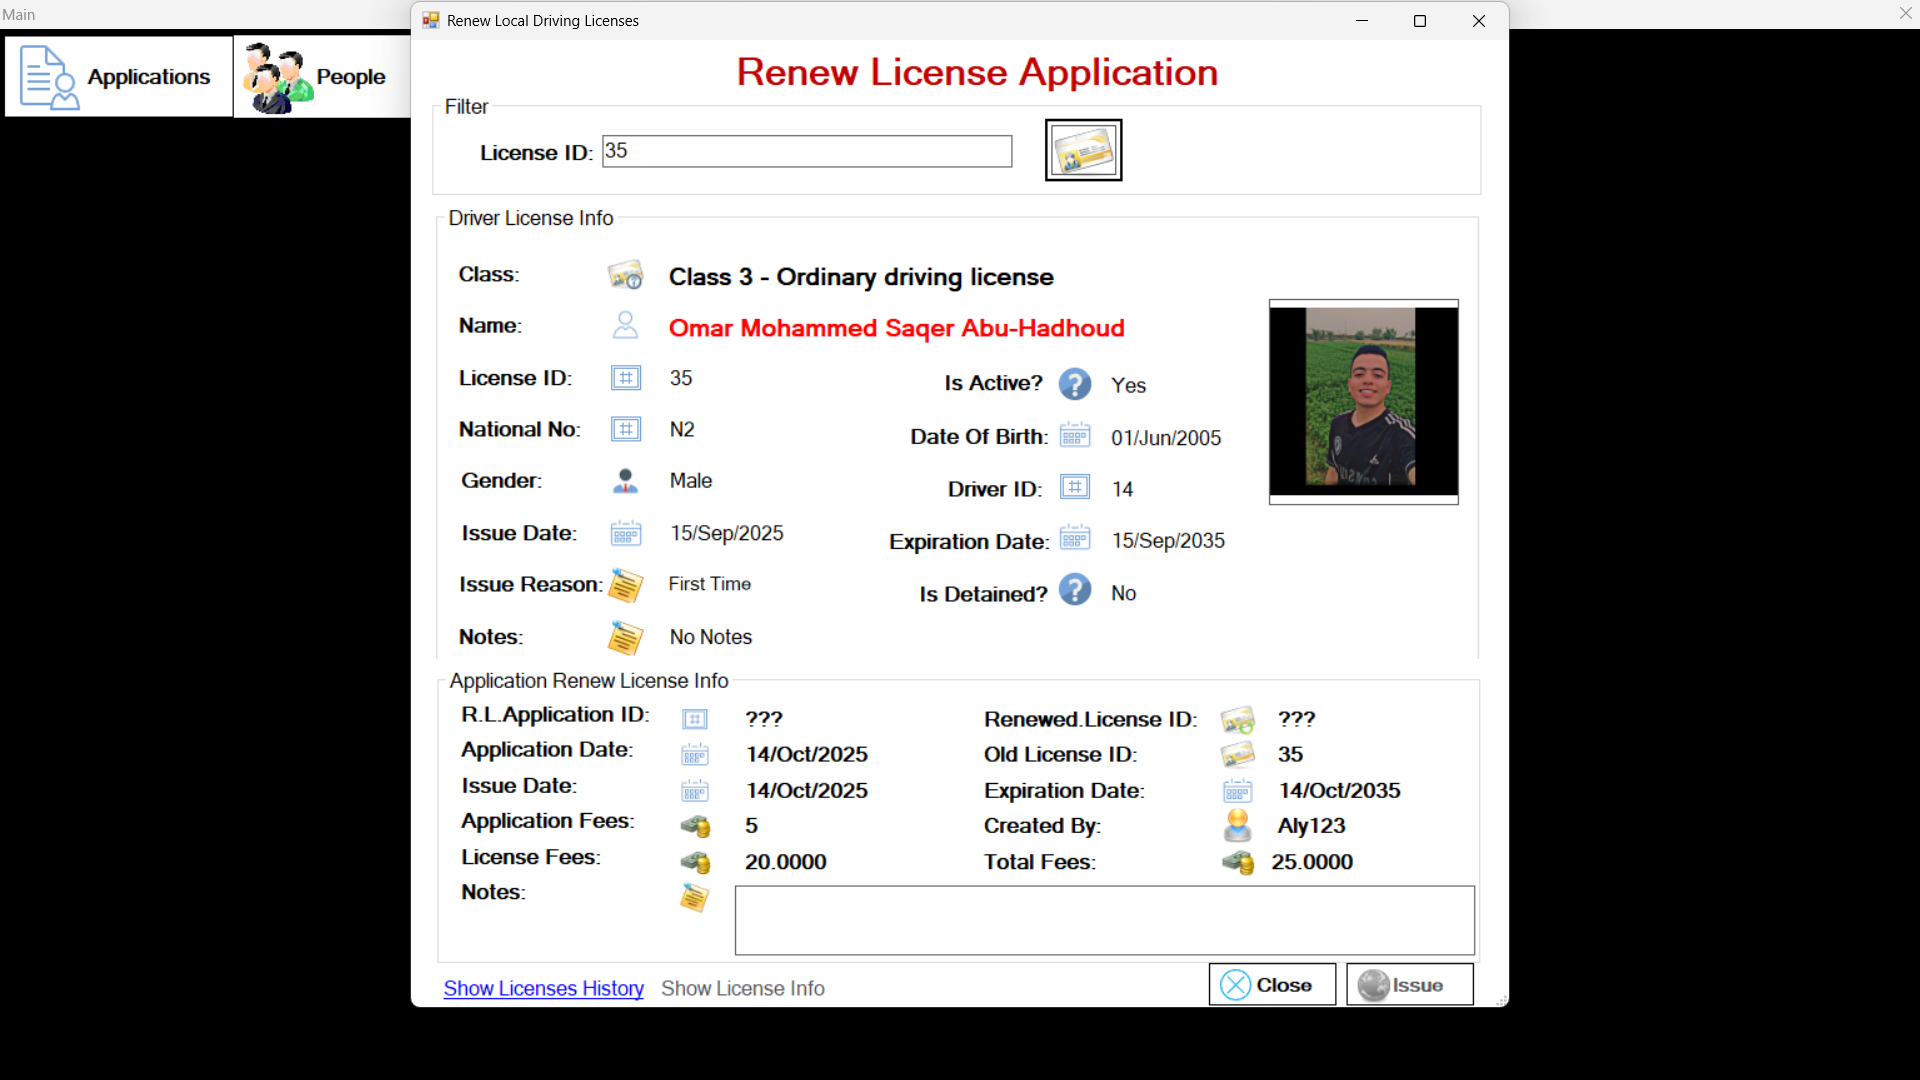 Main
Renew Local Driving Licenses
Applications
People
Renew License Application
Filter
License ID: 35
Driver License Info
Class: Class 3 - Ordinary driving license
Name: Omar Mohammed Saqer Abu-Hadhoud
License ID: 35 Is Active? Yes
National No: N2 Date Of Birth: 01/Jun/2005
Gender: Male Driver ID: 14
Issue Date: 15/Sep/2025 Expiration Date: 15/Sep/2035
Issue Reason: First Time Is Detained? No
Notes: No Notes
Application Renew License Info
R.L.Application ID: ??? Renewed.License ID: ???
Application Date: 14/Oct/2025 Old License ID: 35
Issue Date: 14/Oct/2025 Expiration Date: 14/Oct/2035
Application Fees: 5 Created By: Aly123
License Fees: 20.0000 Total Fees: 25.0000
Notes:
Show Licenses History Show License Info Close Issue